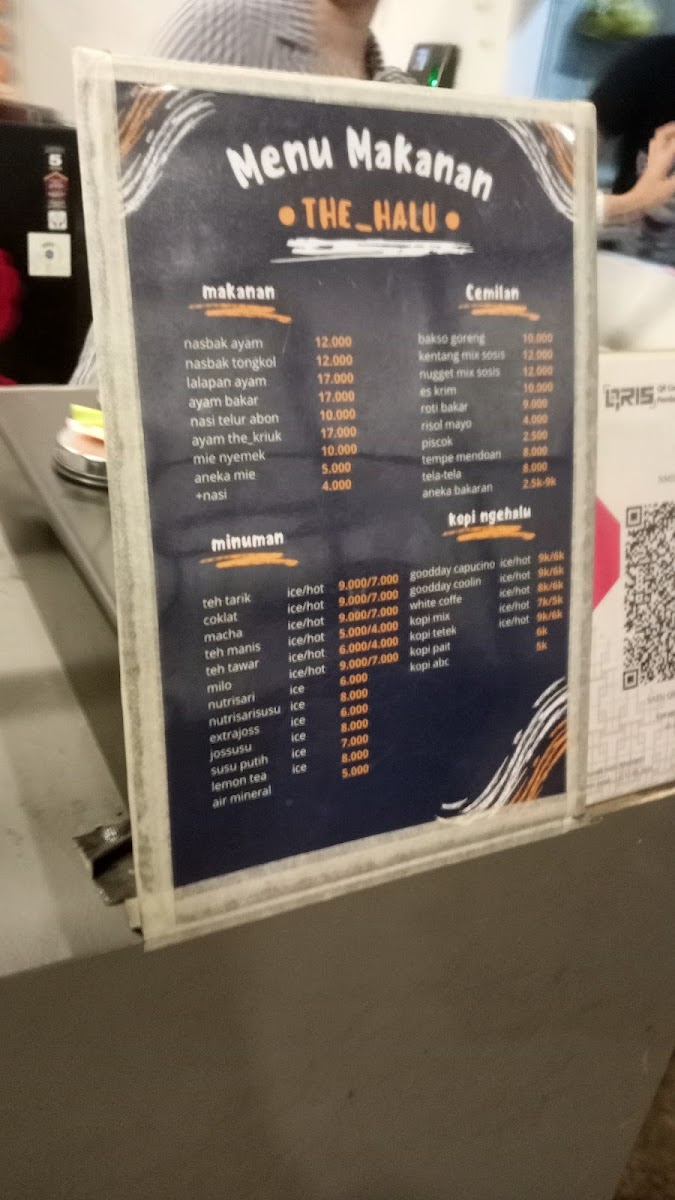 Menu Makanan
THE_HALU
makanan
nasbak ayam 12.000
nasbak tongkol 12.000
lalapan ayam 17.000
ayam bakar 17.000
nasi telur abon 10.000
ayam the_kriuk 17.000
mie nyemek 10.000
aneka mie 5.000
+nasi 4.000
Cemilan
bakso goreng 10.000
kentang mix sosis 12.000
nugget mix sosis 12.000
es krim 10.000
roti bakar 9.000
risol mayo 4.000
piscok 2.500
tempe mendoan 8.000
tela-tela 8.000
aneka bakaran 2.5k-9k
minuman
teh tarik ice/hot 9.000/7.000
coklat ice/hot 9.000/7.000
macha ice/hot 9.000/7.000
teh manis ice/hot 5.000/4.000
teh tawar ice/hot 6.000/4.000
milo ice/hot 9.000/7.000
nutrisari ice 6.000
nutrisarisusu ice 8.000
extrajoss ice 6.000
jossusu ice 8.000
susu putih ice 7.000
lemon tea ice 8.000
air mineral 5.000
kopi ngehalu
goodday capucino ice/hot 9k/6k
goodday coolin ice/hot 9k/6k
white coffe ice/hot 8k/6k
kopi mix ice/hot 7k/5k
kopi tetek ice/hot 9k/6k
kopi pait 6k
kopi abc 5k
QRIS
5